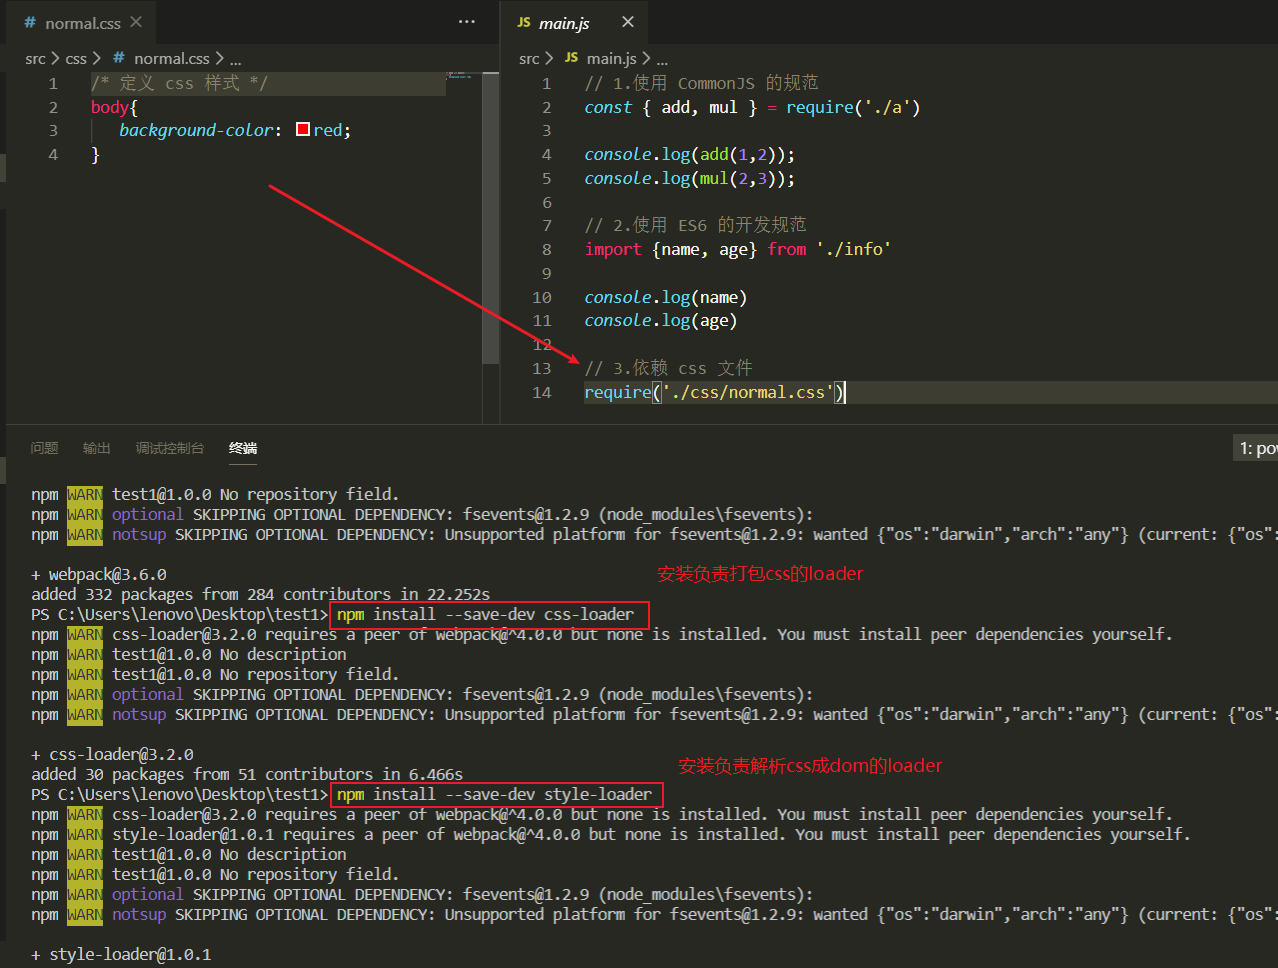 # normal.css ×
···
src > css > # normal.css > ...
1 /* 定义 css 样式 */
2 body{
3 background-color: red;
4 }
JS main.js ×
src > JS main.js > ...
1 // 1.使用 CommonJS 的规范
2 const { add, mul } = require('./a')
3
4 console.log(add(1,2));
5 console.log(mul(2,3));
6
7 // 2.使用 ES6 的开发规范
8 import {name, age} from './info'
9
10 console.log(name)
11 console.log(age)
12
13 // 3.依赖 css 文件
14 require('./css/normal.css')
问题 输出 调试控制台 终端
1: pow
npm WARN test1@1.0.0 No repository field.
npm WARN optional SKIPPING OPTIONAL DEPENDENCY: fsevents@1.2.9 (node_modules\fsevents):
npm WARN notsup SKIPPING OPTIONAL DEPENDENCY: Unsupported platform for fsevents@1.2.9: wanted {"os":"darwin","arch":"any"} (current: {"os":
+ webpack@3.6.0
安装负责打包css的loader
added 332 packages from 284 contributors in 22.252s
PS C:\Users\lenovo\Desktop\test1> npm install --save-dev css-loader
npm WARN css-loader@3.2.0 requires a peer of webpack@^4.0.0 but none is installed. You must install peer dependencies yourself.
npm WARN test1@1.0.0 No description
npm WARN test1@1.0.0 No repository field.
npm WARN optional SKIPPING OPTIONAL DEPENDENCY: fsevents@1.2.9 (node_modules\fsevents):
npm WARN notsup SKIPPING OPTIONAL DEPENDENCY: Unsupported platform for fsevents@1.2.9: wanted {"os":"darwin","arch":"any"} (current: {"os":
+ css-loader@3.2.0
安装负责解析css成dom的loader
added 30 packages from 51 contributors in 6.466s
PS C:\Users\lenovo\Desktop\test1> npm install --save-dev style-loader
npm WARN css-loader@3.2.0 requires a peer of webpack@^4.0.0 but none is installed. You must install peer dependencies yourself.
npm WARN style-loader@1.0.1 requires a peer of webpack@^4.0.0 but none is installed. You must install peer dependencies yourself.
npm WARN test1@1.0.0 No description
npm WARN test1@1.0.0 No repository field.
npm WARN optional SKIPPING OPTIONAL DEPENDENCY: fsevents@1.2.9 (node_modules\fsevents):
npm WARN notsup SKIPPING OPTIONAL DEPENDENCY: Unsupported platform for fsevents@1.2.9: wanted {"os":"darwin","arch":"any"} (current: {"os":
+ style-loader@1.0.1